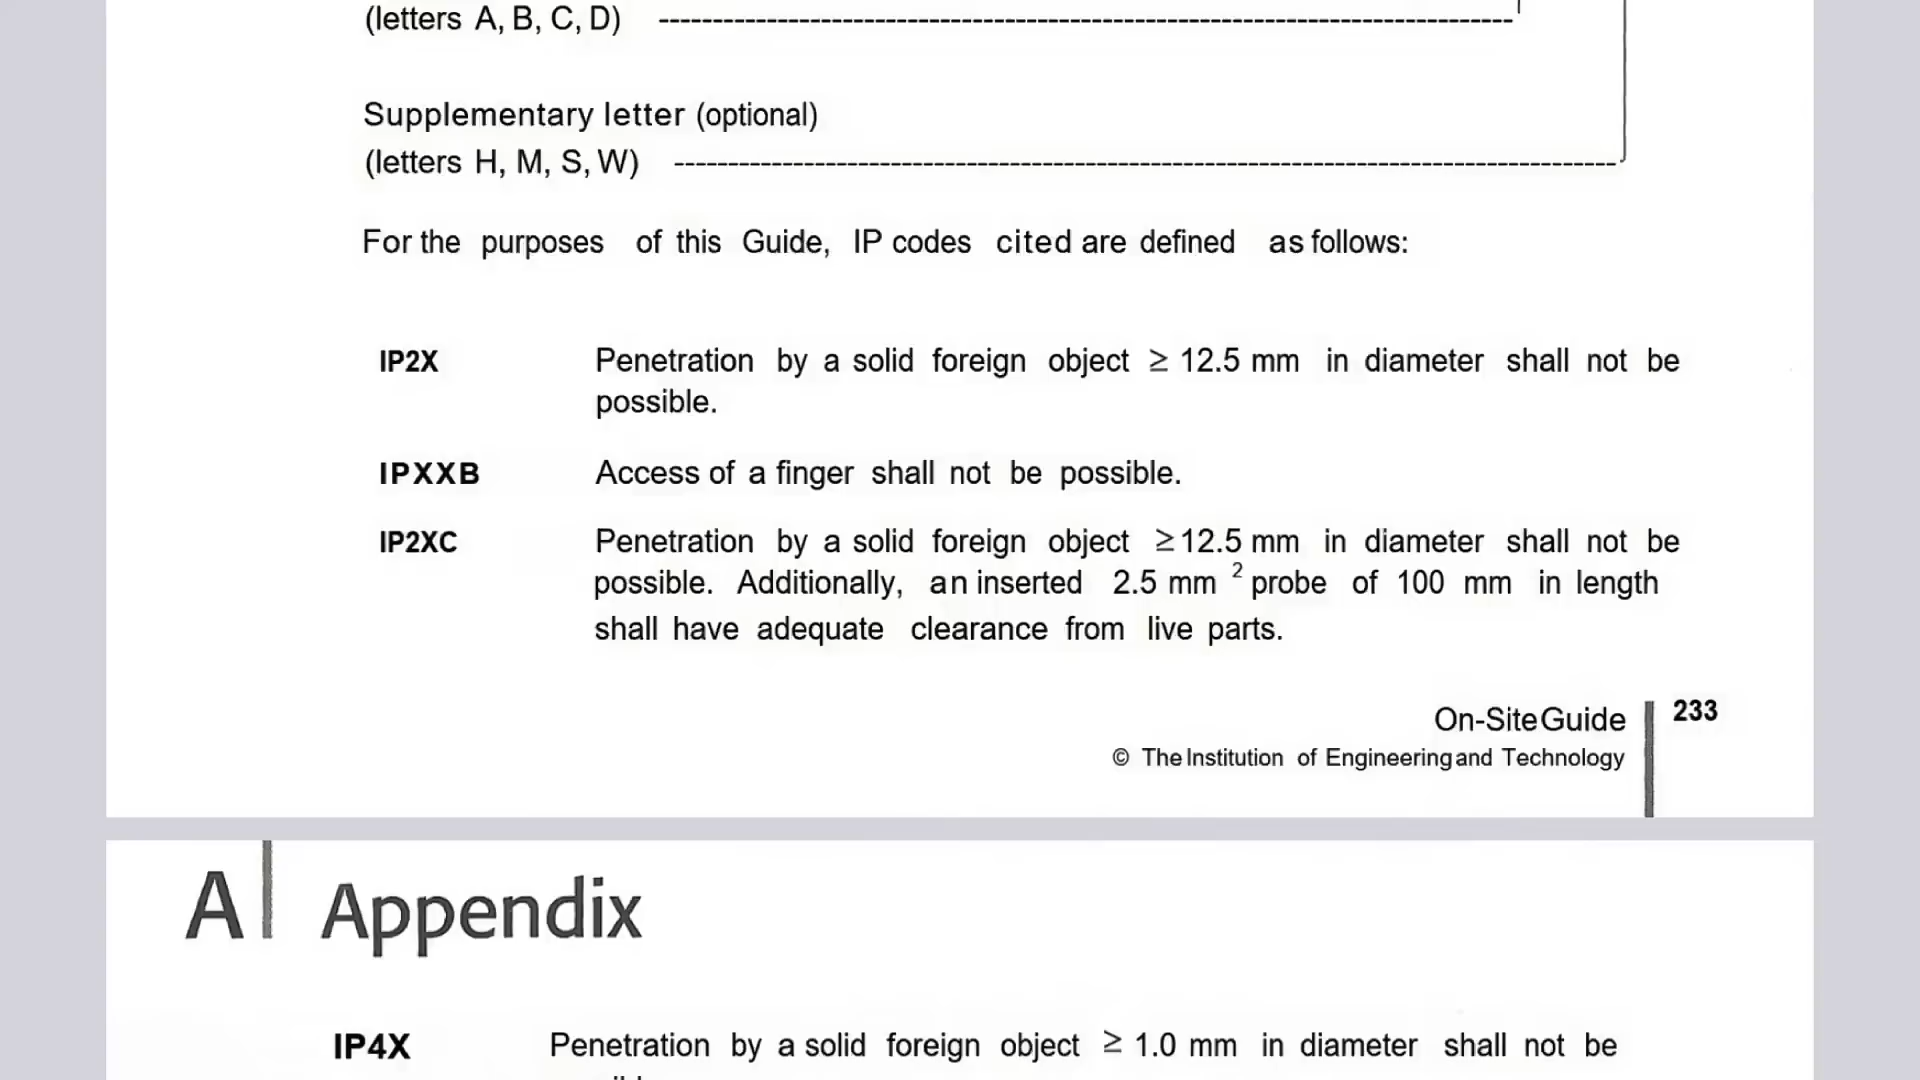 (letters A, B, C, D)
Supplementary letter (optional)
(letters H, M, S, W)
For the purposes of this Guide, IP codes cited are defined as follows:
IP2X Penetration by a solid foreign object ≥ 12.5 mm in diameter shall not be
possible.
IPXXB Access of a finger shall not be possible.
IP2XC Penetration by a solid foreign object ≥12.5 mm in diameter shall not be
possible. Additionally, an inserted 2.5 mm ² probe of 100 mm in length
shall have adequate clearance from live parts.
On-Site Guide 233
© The Institution of Engineering and Technology
A Appendix
IP4X Penetration by a solid foreign object ≥ 1.0 mm in diameter shall not be